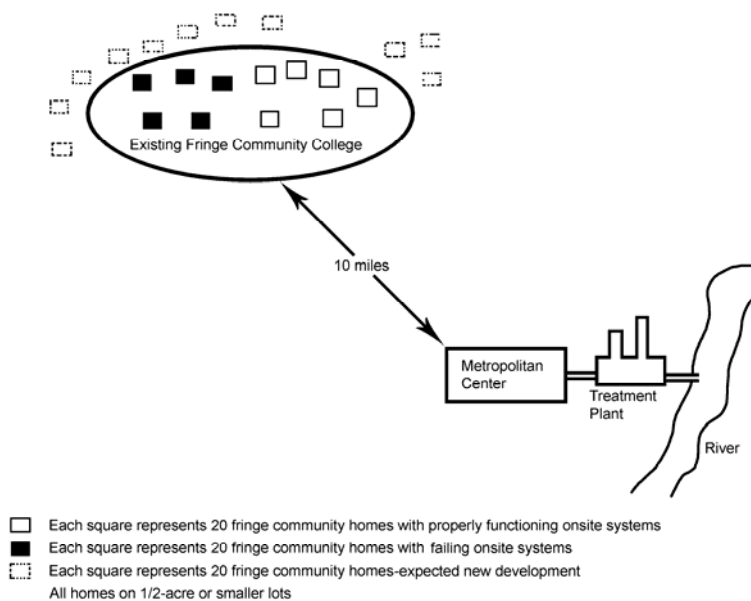 Existing Fringe Community College
10 miles
Metropolitan
Center
Treatment
Plant
River
Each square represents 20 fringe community homes with properly functioning onsite systems
Each square represents 20 fringe community homes with failing onsite systems
Each square represents 20 fringe community homes-expected new development
All homes on 1/2-acre or smaller lots